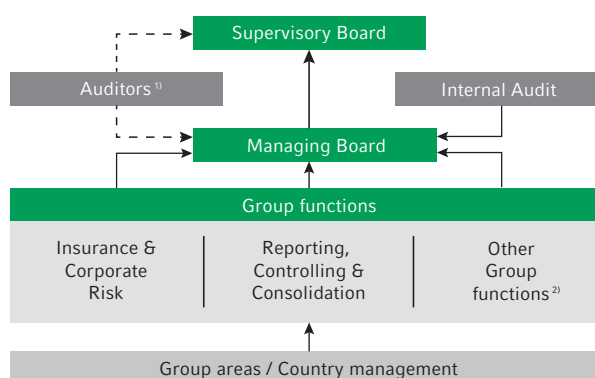 Supervisory Board
Auditors 1)
Internal Audit
Managing Board
Group functions
Insurance &
Corporate
Risk
Reporting,
Controlling &
Consolidation
Other
Group
functions 2)
Group areas / Country management